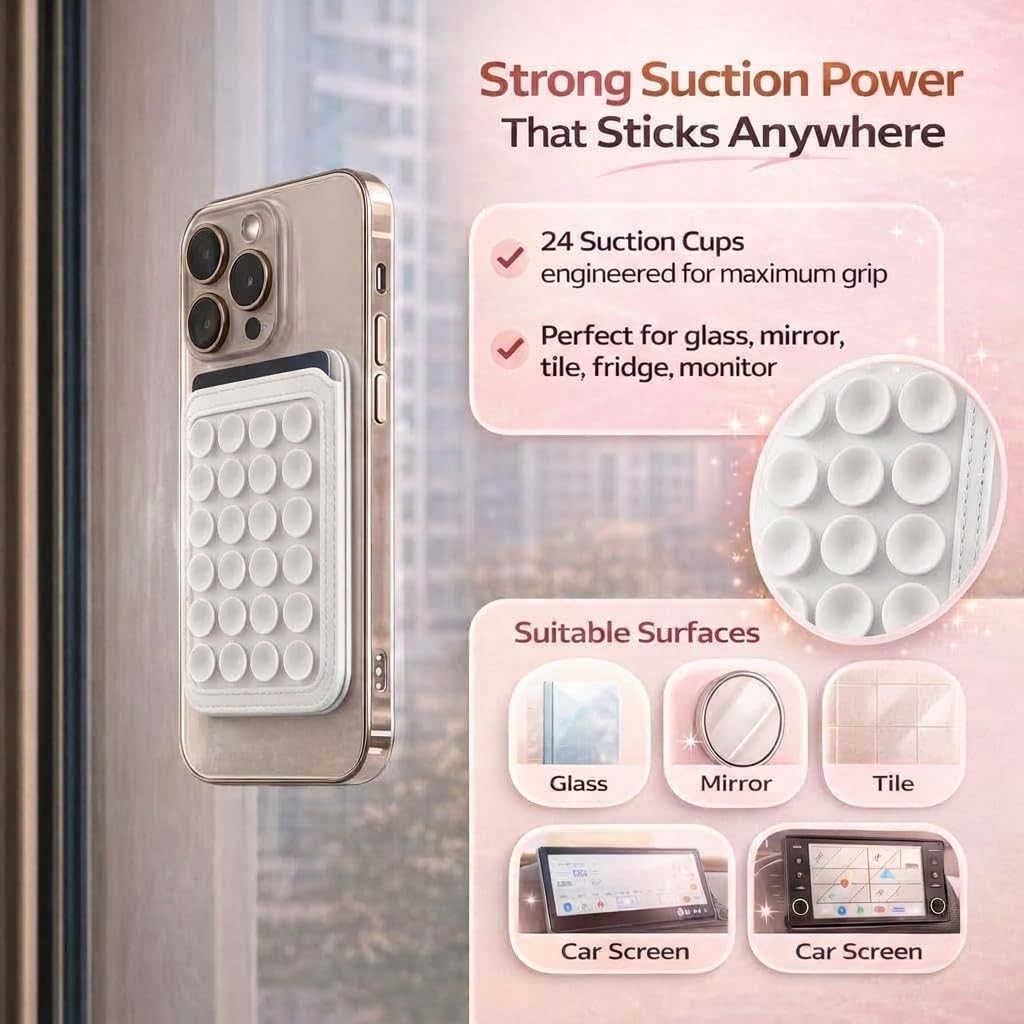 Strong Suction Power
That Sticks Anywhere
24 Suction Cups
engineered for maximum grip
Perfect for glass, mirror,
tile, fridge, monitor
Suitable Surfaces
Glass
Mirror
Tile
Car Screen
Car Screen